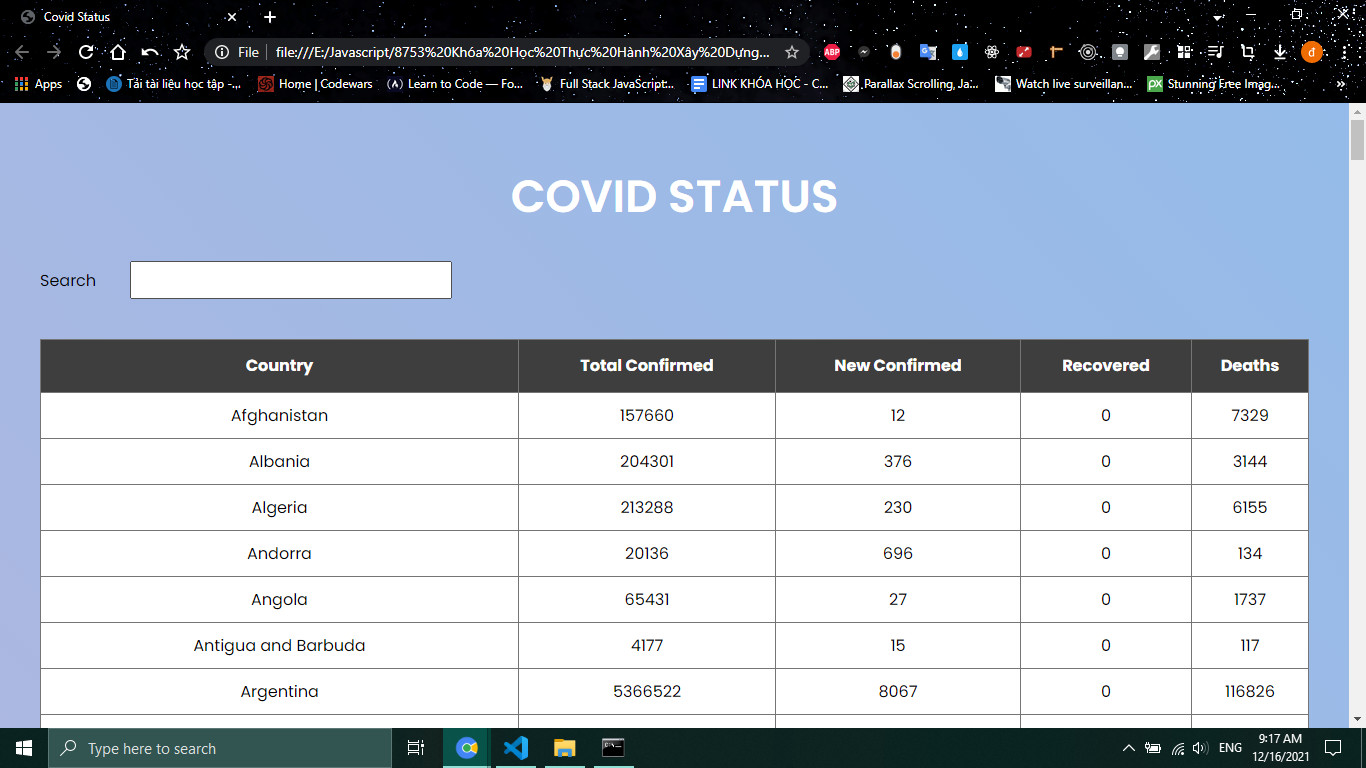 Covid Status
File file:///E:/Javascript/8753%20Khóa%20Học%20Thực%20Hành%20Xây%20Dựng...
ABP
đ
Apps Tải tài liệu học tập -... Home | Codewars Learn to Code — Fo... Full Stack JavaScript... LINK KHÓA HỌC - C... Parallax Scrolling, Ja... Watch live surveillan... px Stunning Free Imag... »
COVID STATUS
Search
Country Total Confirmed New Confirmed Recovered Deaths
Afghanistan 157660 12 0 7329
Albania 204301 376 0 3144
Algeria 213288 230 0 6155
Andorra 20136 696 0 134
Angola 65431 27 0 1737
Antigua and Barbuda 4177 15 0 117
Argentina 5366522 8067 0 116826
Type here to search
ENG
9:17 AM
12/16/2021